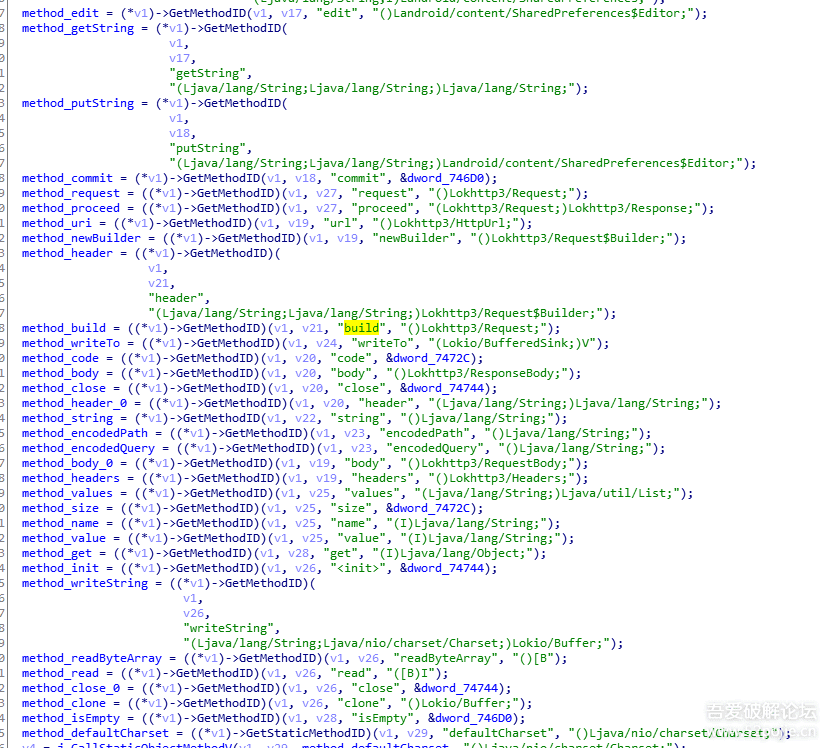 method_edit = (*v1)->GetMethodID(v1, v17, "edit", "()Landroid/content/SharedPreferences$Editor;");
method_getString = (*v1)->GetMethodID(
v1,
v17,
"getString",
"(Ljava/lang/String;Ljava/lang/String;)Ljava/lang/String;");
method_putString = (*v1)->GetMethodID(
v1,
v18,
"putString",
"(Ljava/lang/String;Ljava/lang/String;)Landroid/content/SharedPreferences$Editor;");
method_commit = (*v1)->GetMethodID(v1, v18, "commit", &dword_746D0);
method_request = ((*v1)->GetMethodID)(v1, v27, "request", "()Lokhttp3/Request;");
method_proceed = ((*v1)->GetMethodID)(v1, v27, "proceed", "(Lokhttp3/Request;)Lokhttp3/Response;");
method_uri = ((*v1)->GetMethodID)(v1, v19, "url", "()Lokhttp3/HttpUrl;");
method_newBuilder = ((*v1)->GetMethodID)(v1, v19, "newBuilder", "()Lokhttp3/Request$Builder;");
method_header = ((*v1)->GetMethodID)(
v1,
v21,
"header",
"(Ljava/lang/String;Ljava/lang/String;)Lokhttp3/Request$Builder;");
method_build = ((*v1)->GetMethodID)(v1, v21, "build", "()Lokhttp3/Request;");
method_writeTo = ((*v1)->GetMethodID)(v1, v24, "writeTo", "(Lokio/BufferedSink;)V");
method_code = ((*v1)->GetMethodID)(v1, v20, "code", &dword_7472C);
method_body = ((*v1)->GetMethodID)(v1, v20, "body", "()Lokhttp3/ResponseBody;");
method_close = ((*v1)->GetMethodID)(v1, v20, "close", &dword_74744);
method_header_0 = ((*v1)->GetMethodID)(v1, v20, "header", "(Ljava/lang/String;)Ljava/lang/String;");
method_string = (*v1)->GetMethodID(v1, v22, "string", "()Ljava/lang/String;");
method_encodedPath = ((*v1)->GetMethodID)(v1, v23, "encodedPath", "()Ljava/lang/String;");
method_encodedQuery = ((*v1)->GetMethodID)(v1, v23, "encodedQuery", "()Ljava/lang/String;");
method_body_0 = ((*v1)->GetMethodID)(v1, v19, "body", "()Lokhttp3/RequestBody;");
method_headers = ((*v1)->GetMethodID)(v1, v19, "headers", "()Lokhttp3/Headers;");
method_values = ((*v1)->GetMethodID)(v1, v25, "values", "(Ljava/lang/String;)Ljava/util/List;");
method_size = ((*v1)->GetMethodID)(v1, v25, "size", &dword_7472C);
method_name = ((*v1)->GetMethodID)(v1, v25, "name", "(I)Ljava/lang/String;");
method_value = ((*v1)->GetMethodID)(v1, v25, "value", "(I)Ljava/lang/String;");
method_get = ((*v1)->GetMethodID)(v1, v28, "get", "(I)Ljava/lang/Object;");
method_init = ((*v1)->GetMethodID)(v1, v26, "<init>", &dword_74744);
method_writeString = ((*v1)->GetMethodID)(
v1,
v26,
"writeString",
"(Ljava/lang/String;Ljava/nio/charset/Charset;)Lokio/Buffer;");
method_readByteArray = ((*v1)->GetMethodID)(v1, v26, "readByteArray", "()[B");
method_read = ((*v1)->GetMethodID)(v1, v26, "read", "([B)I");
method_close_0 = ((*v1)->GetMethodID)(v1, v26, "close", &dword_74744);
method_clone = ((*v1)->GetMethodID)(v1, v26, "clone", "()Lokio/Buffer;");
method_isEmpty = ((*v1)->GetMethodID)(v1, v28, "isEmpty", &dword_746D0);
method_defaultCharset = ((*v1)->GetStaticMethodID)(v1, v29, "defaultCharset", "()Ljava/nio/charset/Charset;");
吾爱破解论坛